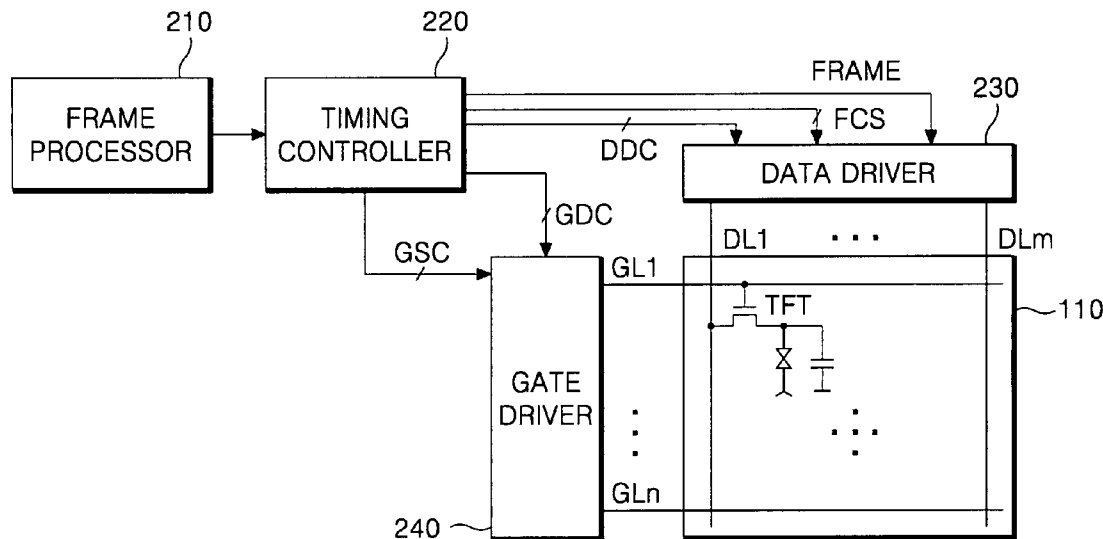 210
220
FRAME
PROCESSOR
TIMING
CONTROLLER
FRAME
230
FCS
DDC
DATA DRIVER
GDC
GSC
DL1
DLm
GL1
TFT
110
GATE
DRIVER
GLn
240